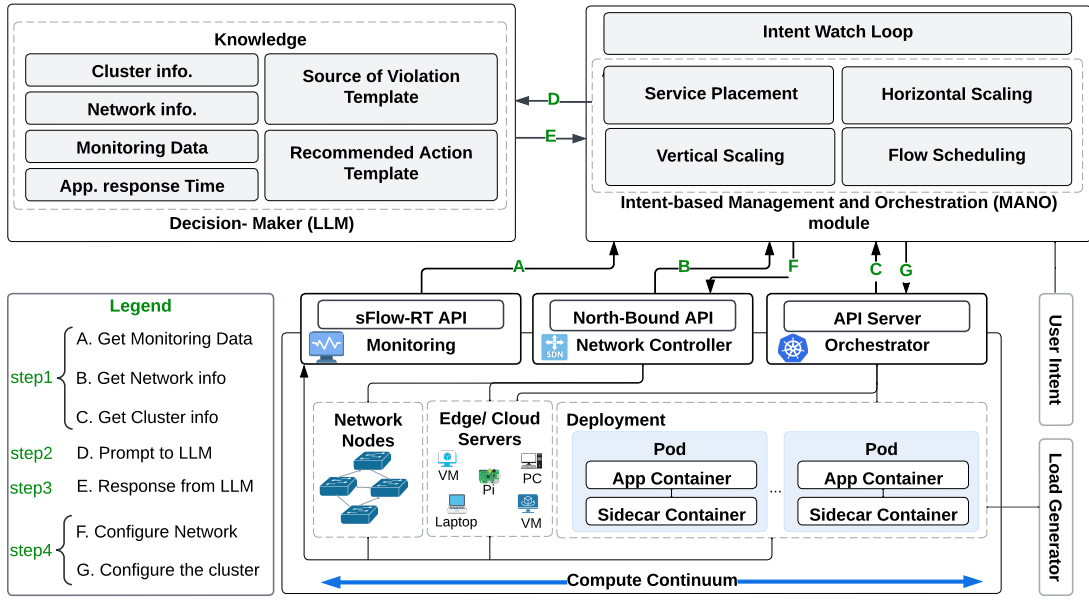 Knowledge
Cluster info.
Network info.
Monitoring Data
App. response Time
Source of Violation
Template
Recommended Action
Template
Decision- Maker (LLM)
D
E
Intent Watch Loop
Service Placement
Horizontal Scaling
Vertical Scaling
Flow Scheduling
Intent-based Management and Orchestration (MANO)
module
A
B
F
C
G
Legend
step1
A. Get Monitoring Data
B. Get Network info
C. Get Cluster info
step2
D. Prompt to LLM
step3
E. Response from LLM
step4
F. Configure Network
G. Configure the cluster
sFlow-RT API
Monitoring
North-Bound API
SDN
Network Controller
API Server
Orchestrator
User Intent
Load Generator
Network
Nodes
Edge/ Cloud
Servers
VM
Pi
PC
Laptop
VM
Deployment
Pod
App Container
Sidecar Container
...
Pod
App Container
Sidecar Container
Compute Continuum